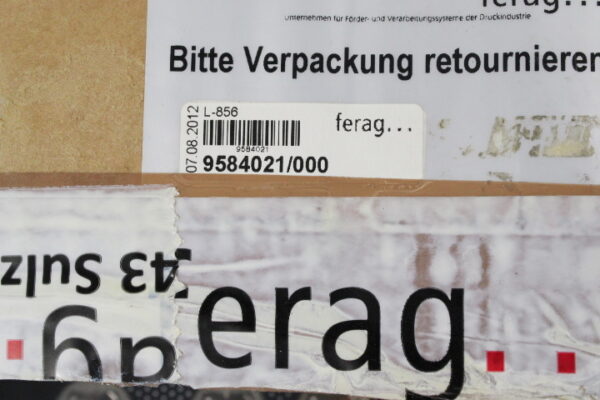 ferag...
Unternehmen für Förder- und Verarbeitungssysteme der Druckindustrie
Bitte Verpackung retournieren
07.08.2012
L-856
ferag...
9584021
9584021/000
43 Sulz
ag.
erag..